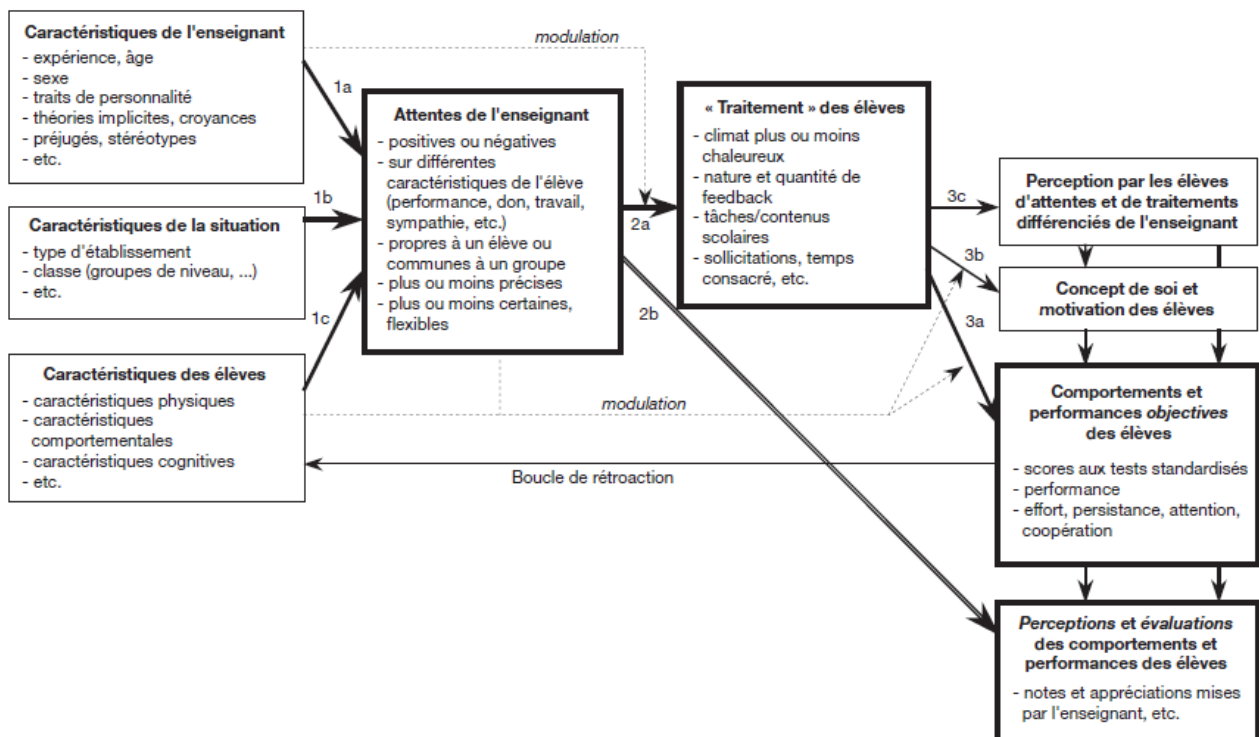 Caractéristiques de l'enseignant
- expérience, âge
- sexe
- traits de personnalité
- théories implicites, croyances
- préjugés, stéréotypes
- etc.
modulation
1a
Attentes de l'enseignant
- positives ou négatives
- sur différentes
caractéristiques de l'élève
(performance, don, travail,
sympathie, etc.)
- propres à un élève ou
communes à un groupe
- plus ou moins précises
- plus ou moins certaines,
flexibles
« Traitement » des élèves
- climat plus ou moins
chaleureux
- nature et quantité de
feedback
- tâches/contenus
scolaires
- sollicitations, temps
consacré, etc.
1b
Caractéristiques de la situation
- type d'établissement
- classe (groupes de niveau, ...)
- etc.
2a
3c
Perception par les élèves
d'attentes et de traitements
différenciés de l'enseignant
3b
Concept de soi et
motivation des élèves
1c
2b
3a
Caractéristiques des élèves
- caractéristiques physiques
- caractéristiques
comportementales
- caractéristiques cognitives
- etc.
modulation
Boucle de rétroaction
Comportements et
performances objectives
des élèves
- scores aux tests standardisés
- performance
- effort, persistance, attention,
coopération
Perceptions et évaluations
des comportements et
performances des élèves
- notes et appréciations mises
par l'enseignant, etc.